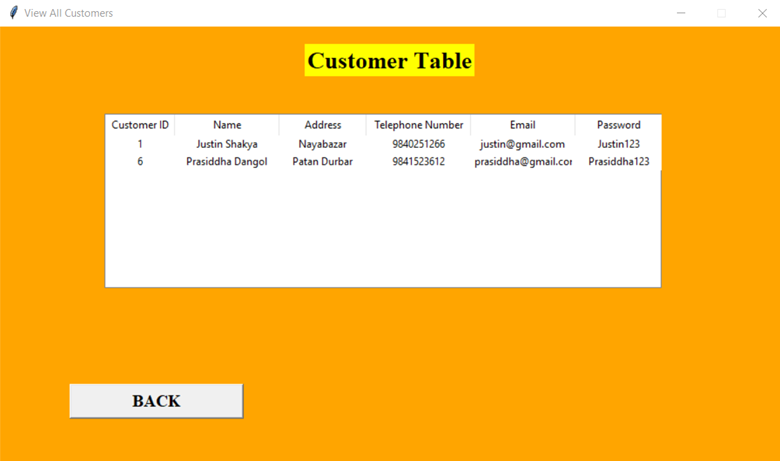 View All Customers
Customer Table
Customer ID Name Address Telephone Number Email Password
1 Justin Shakya Nayabazar 9840251266 justin@gmail.com Justin123
6 Prasiddha Dangol Patan Durbar 9841523612 prasiddha@gmail.cor Prasiddha123
BACK